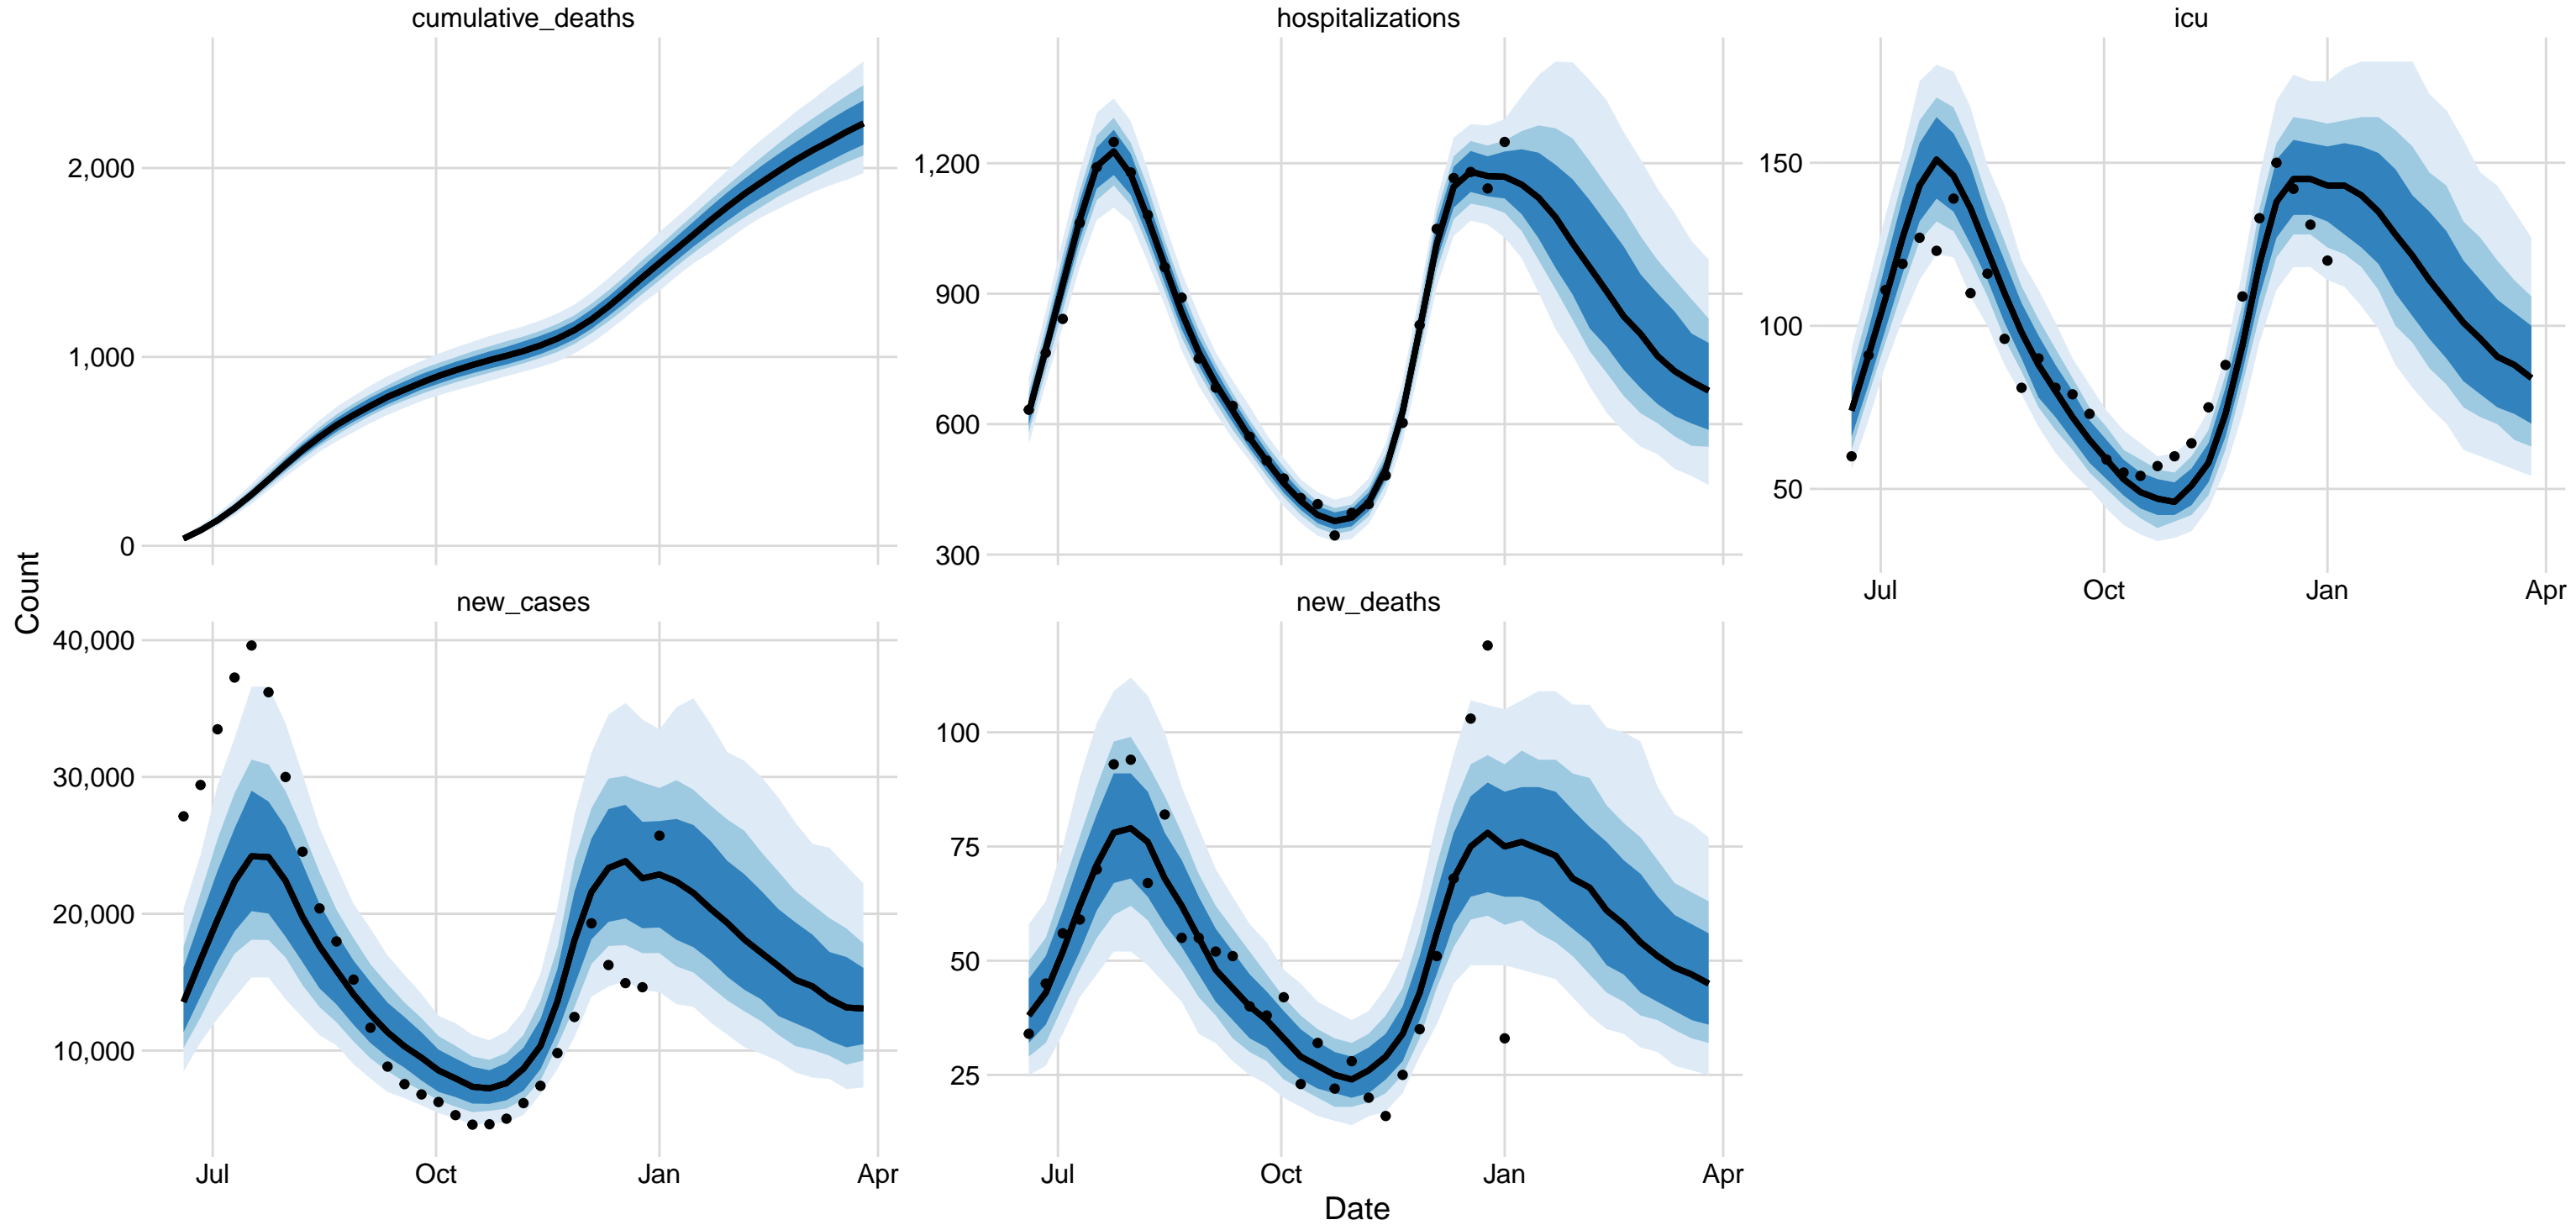 cumulative_deaths
2,000
1,000
0
hospitalizations
1,200
900
600
300
icu
150
100
50
Jul Oct Jan Apr
Count
new_cases
40,000
30,000
20,000
10,000
Jul Oct Jan Apr
new_deaths
100
75
50
25
Jul Oct Jan Apr
Date